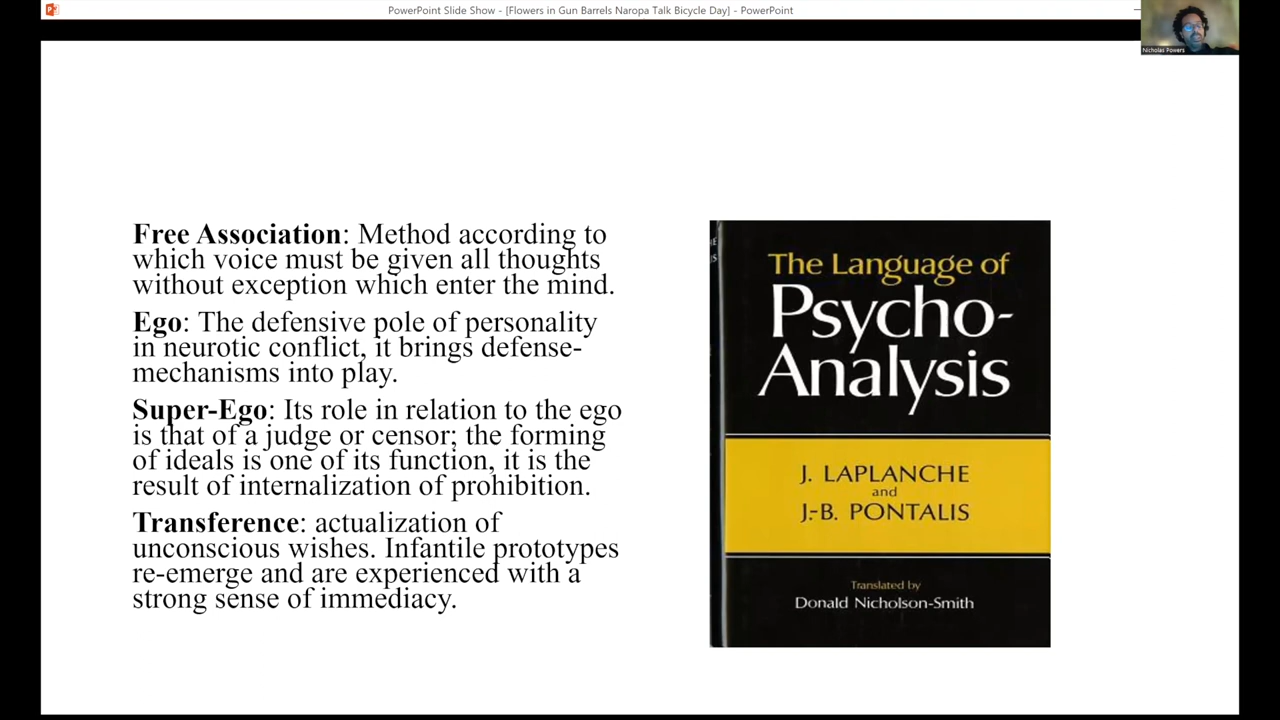 PowerPoint Slide Show - [Flowers in Gun Barrels Naropa Talk Bicycle Day] - PowerPoint
Nicholas Powers
Free Association: Method according to
which voice must be given all thoughts
without exception which enter the mind.
Ego: The defensive pole of personality
in neurotic conflict, it brings defense-
mechanisms into play.
Super-Ego: Its role in relation to the ego
is that of a judge or censor; the forming
of ideals is one of its function, it is the
result of internalization of prohibition.
Transference: actualization of
unconscious wishes. Infantile prototypes
re-emerge and are experienced with a
strong sense of immediacy.
The Language of
Psycho-
Analysis
J. LAPLANCHE
and
J.-B. PONTALIS
Translated by
Donald Nicholson-Smith